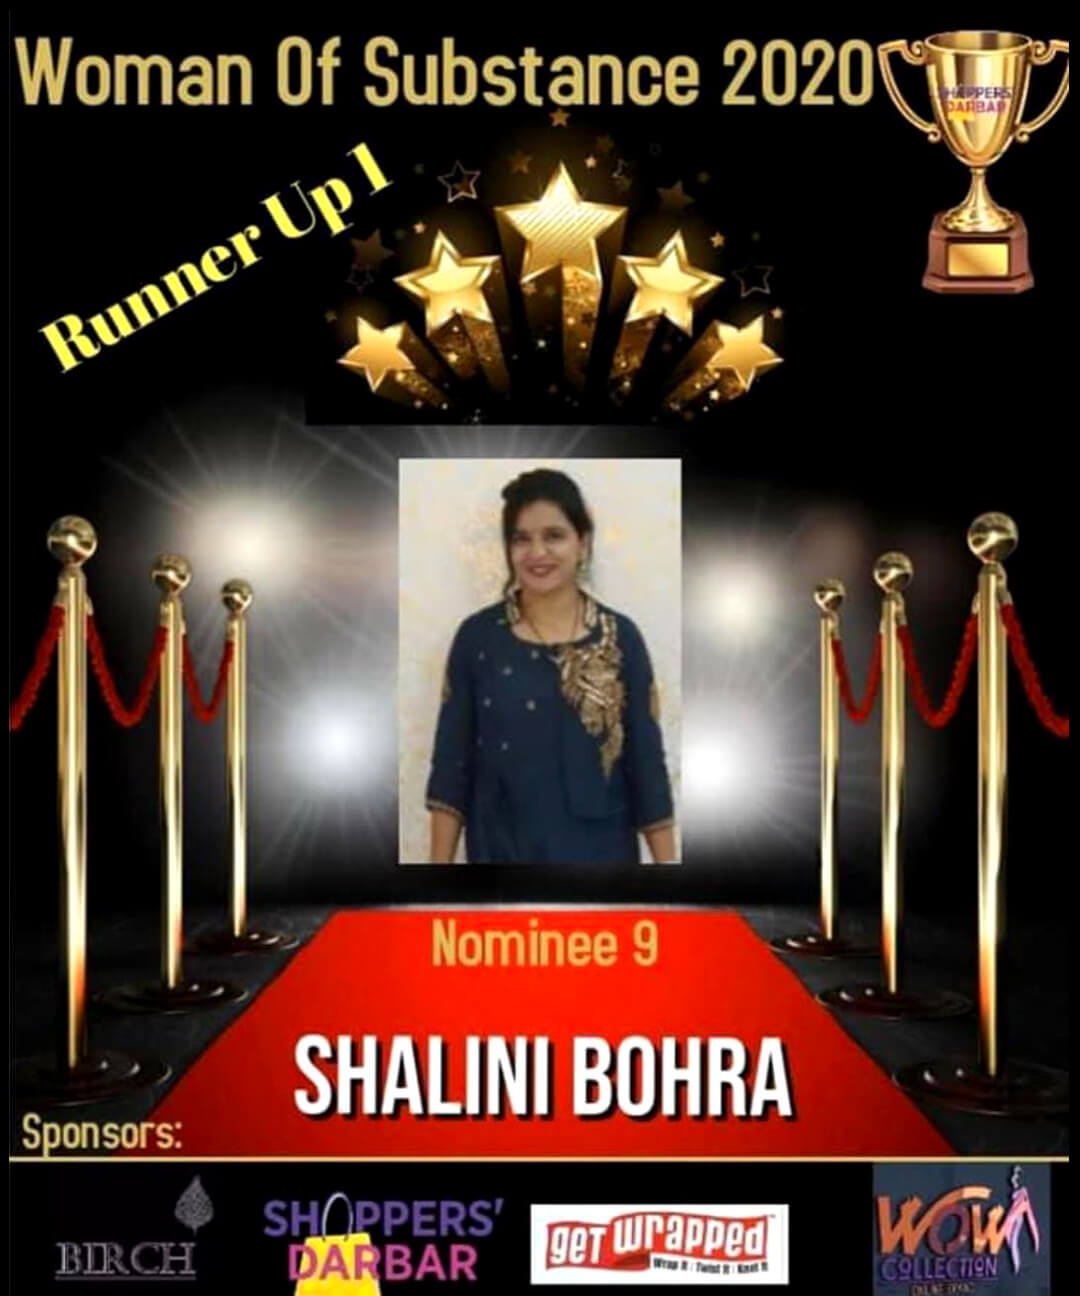 Woman Of Substance 2020
SHOPPERS'
DARBAR
Runner Up 1
Nominee 9
SHALINI BOHRA
Sponsors:
BIRCH
SHOPPERS'
DARBAR
get wrapped
Wrap It | Twist It | Knot It
WOW
COLLECTION